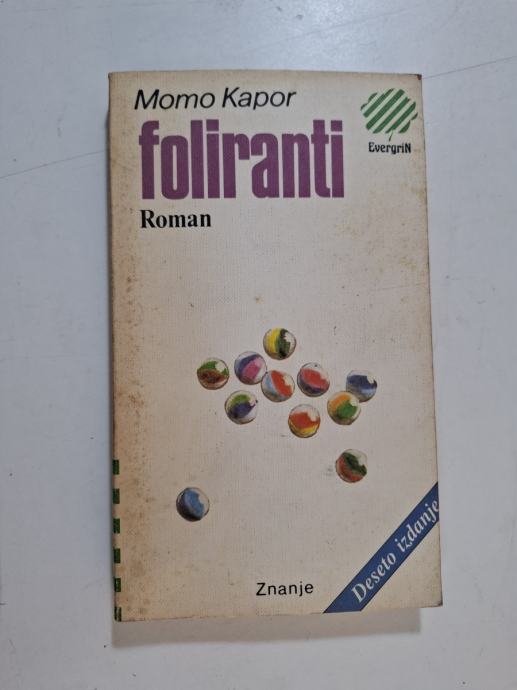 Momo Kapor
foliranti
EvergriN
Roman
Znanje
Deseto izdanje